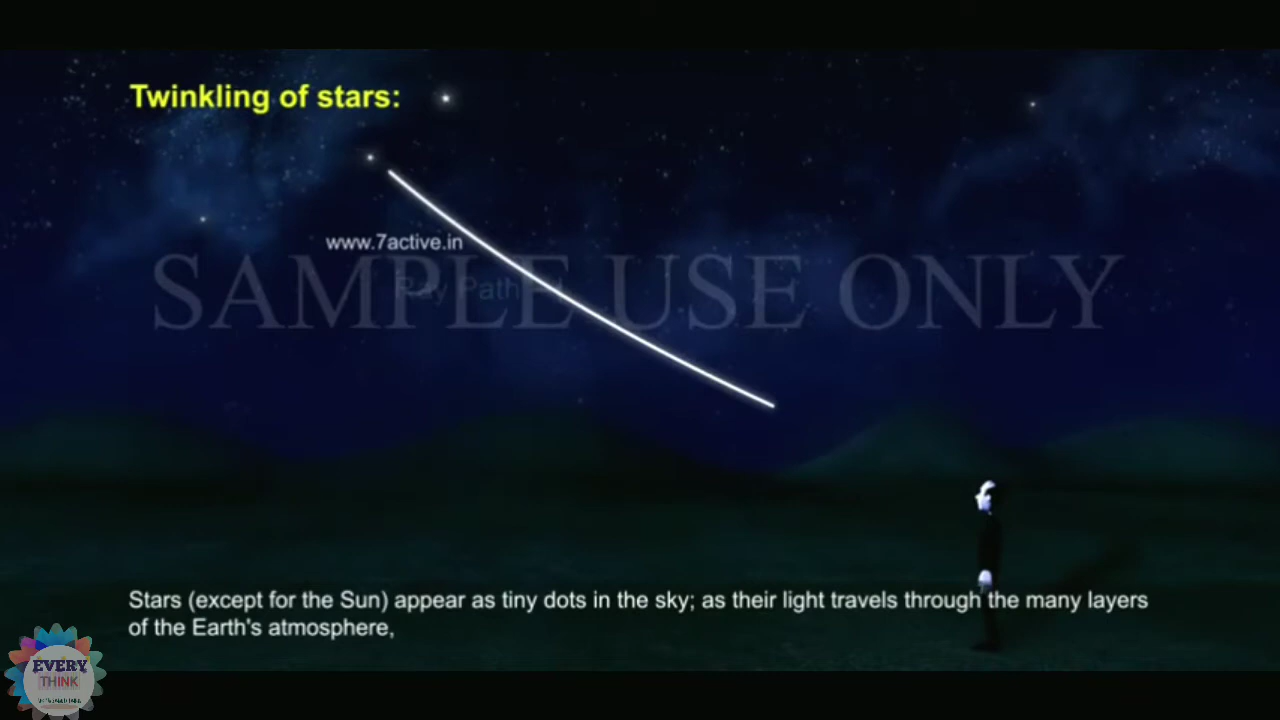 Twinkling of stars:
www.7active.in
SAMPLE USE ONLY
Ray Path
Stars (except for the Sun) appear as tiny dots in the sky; as their light travels through the many layers
of the Earth's atmosphere,
EVERY
THINK